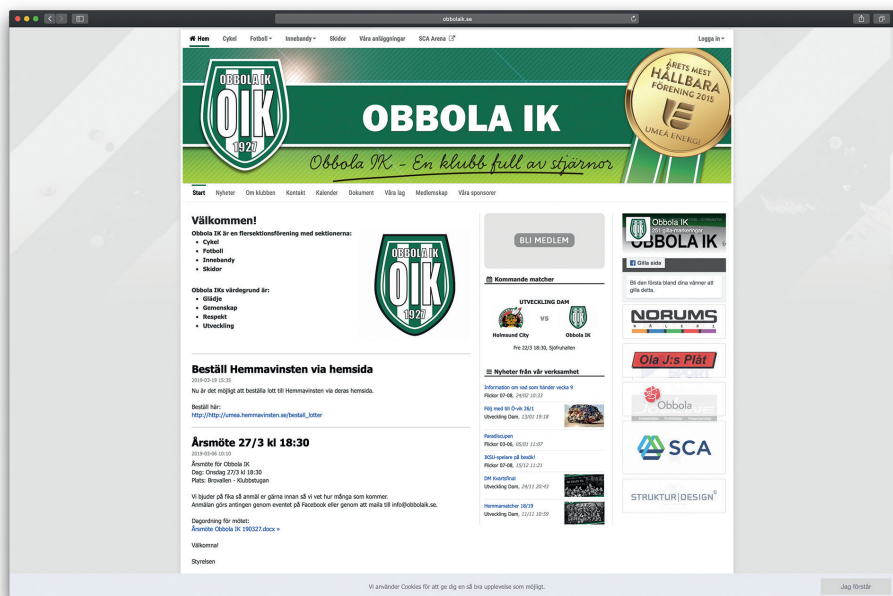 obbolaik.se
Hem Cykel Fotboll Innebandy Skidor Våra anläggningar SCA Arena Logga in
OBBOLA IK
OIK
1927
OBBOLA IK
Obbola IK – En klubb full av stjärnor
ÅRETS MEST
HÅLLBARA
FÖRENING 2015
UMEÅ ENERGI
Start Nyheter Om klubben Kontakt Kalender Dokument Våra lag Medlemskap Våra sponsorer
Välkommen!
Obbola IK är en flersektionsförening med sektionerna:
• Cykel
• Fotboll
• Innebandy
• Skidor
Obbola IKs värdegrund är:
• Glädje
• Gemenskap
• Respekt
• Utveckling
OBBOLA IK
OIK
1927
Beställ Hemmavinsten via hemsida
2019-03-19 15:35
Nu är det möjligt att beställa lott till Hemmavinsten via deras hemsida.
Beställ här:
http://http://umea.hemmavinsten.se/bestall_lotter
Årsmöte 27/3 kl 18:30
2019-03-06 10:10
Årsmöte för Obbola IK
Dag: Onsdag 27/3 kl 18:30
Plats: Brovallen - Klubbstugan
Vi bjuder på fika så anmäl er gärna innan så vi vet hur många som kommer.
Anmälan görs antingen genom eventet på Facebook eller genom att maila till info@obbolaik.se.
Dagordning för mötet:
Årsmöte Obbola IK 190327.docx »
Välkomna!
Styrelsen
BLI MEDLEM
Kommande matcher
UTVECKLING DAM
VS
Holmsund City Obbola IK
Fre 22/3 18:30, Sjöfruhallen
Nyheter från vår verksamhet
Information om vad som händer vecka 9
Flickor 07-08, 24/02 10:33
Följ med till Ö-vik 26/1
Utveckling Dam, 13/01 19:18
Paradiscupen
Flickor 03-06, 05/01 11:07
IKSU-spelare på besök!
Flickor 07-08, 15/12 11:21
DM Kvartsfinal
Utveckling Dam, 24/11 20:43
Hemmamatcher 18/19
Utveckling Dam, 11/11 10:59
Obbola IK
251 gilla-markeringar
OBBOLA IK
Gilla sida
Bli den första bland dina vänner att
gilla detta.
NORUMS
MÅLERI
Ola J:s Plåt
Obbola
SCA
STRUKTUR|DESIGN®
Vi använder Cookies för att ge dig en så bra upplevelse som möjligt.
Jag förstår